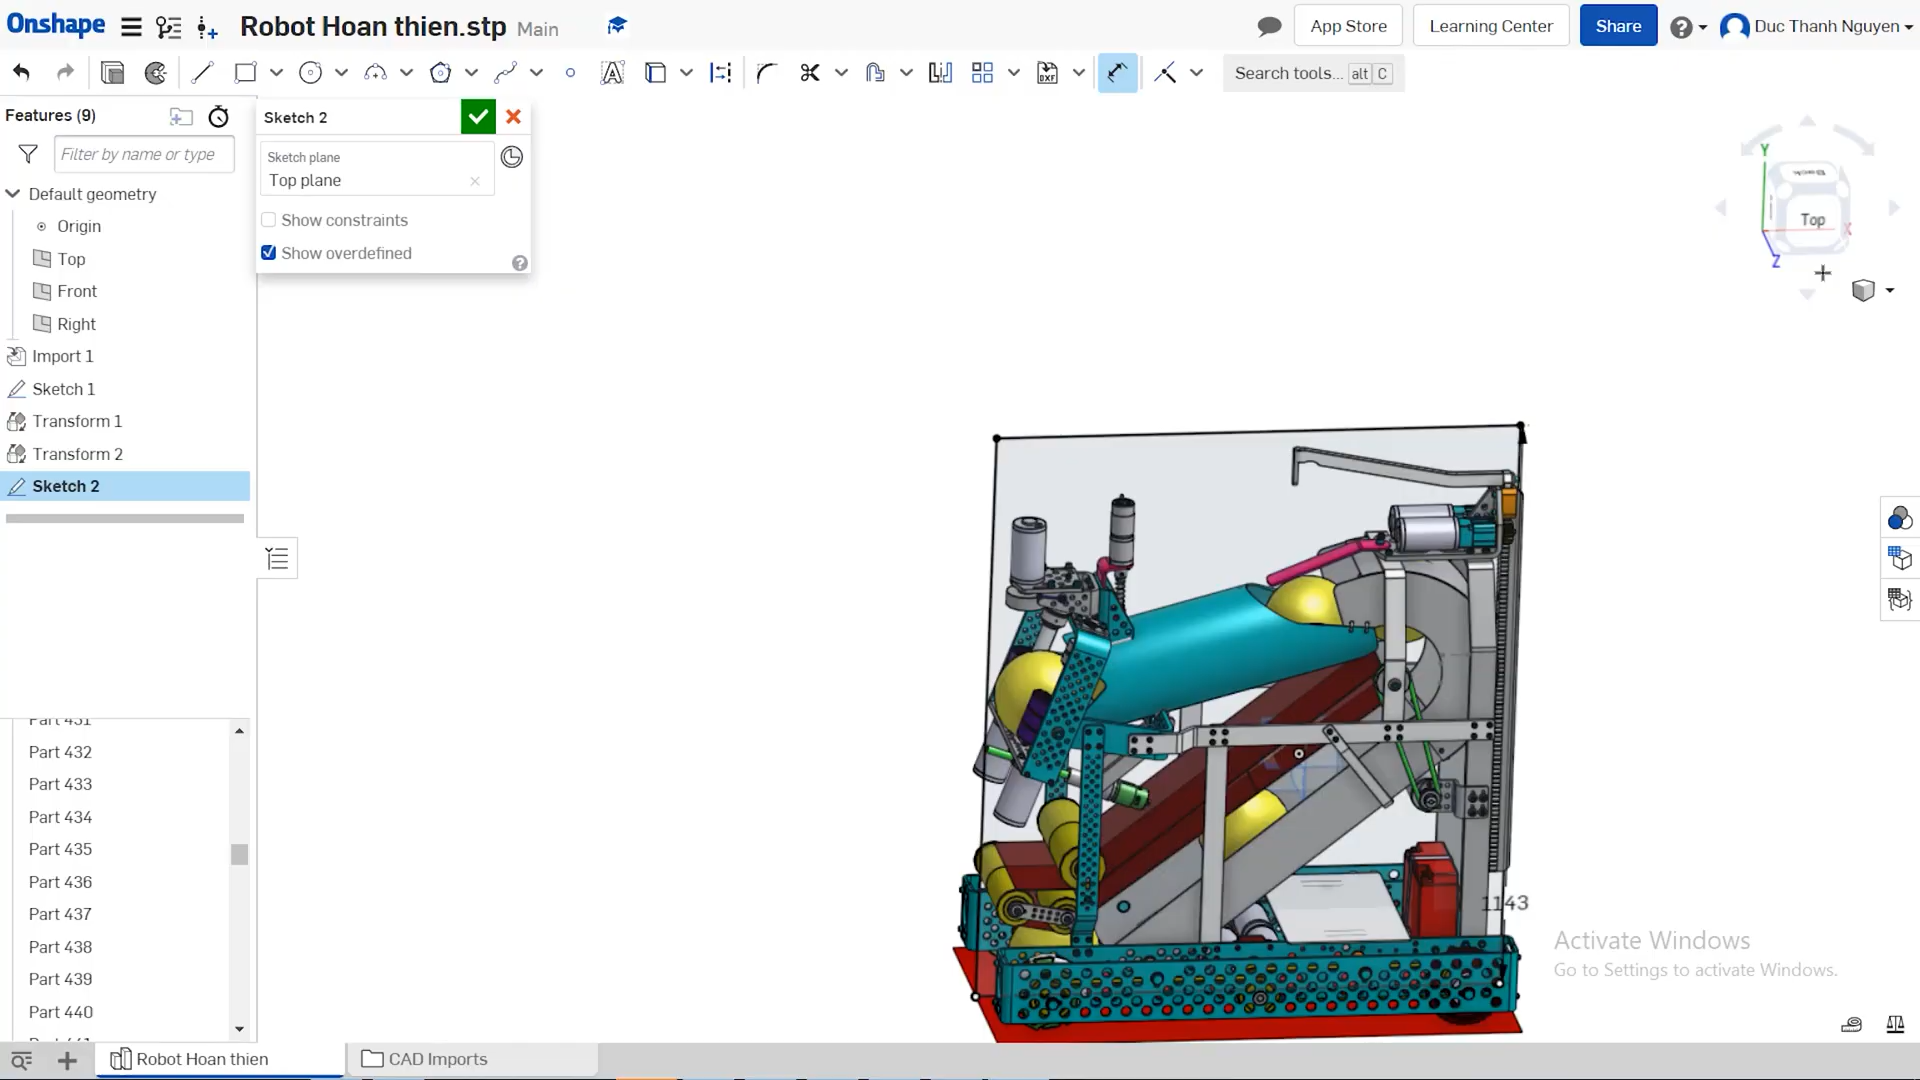 Onshape
Robot Hoan thien.stp Main
App Store
Learning Center
Share
Duc Thanh Nguyen
Search tools... alt C
Features (9)
Filter by name or type
Default geometry
Origin
Top
Front
Right
Import 1
Sketch 1
Transform 1
Transform 2
Sketch 2
Sketch 2
Sketch plane
Top plane
Show constraints
Show overdefined
Y
Back
Top
X
Z
DXF
1143
Activate Windows
Go to Settings to activate Windows.
Part 431
Part 432
Part 433
Part 434
Part 435
Part 436
Part 437
Part 438
Part 439
Part 440
Robot Hoan thien
CAD Imports